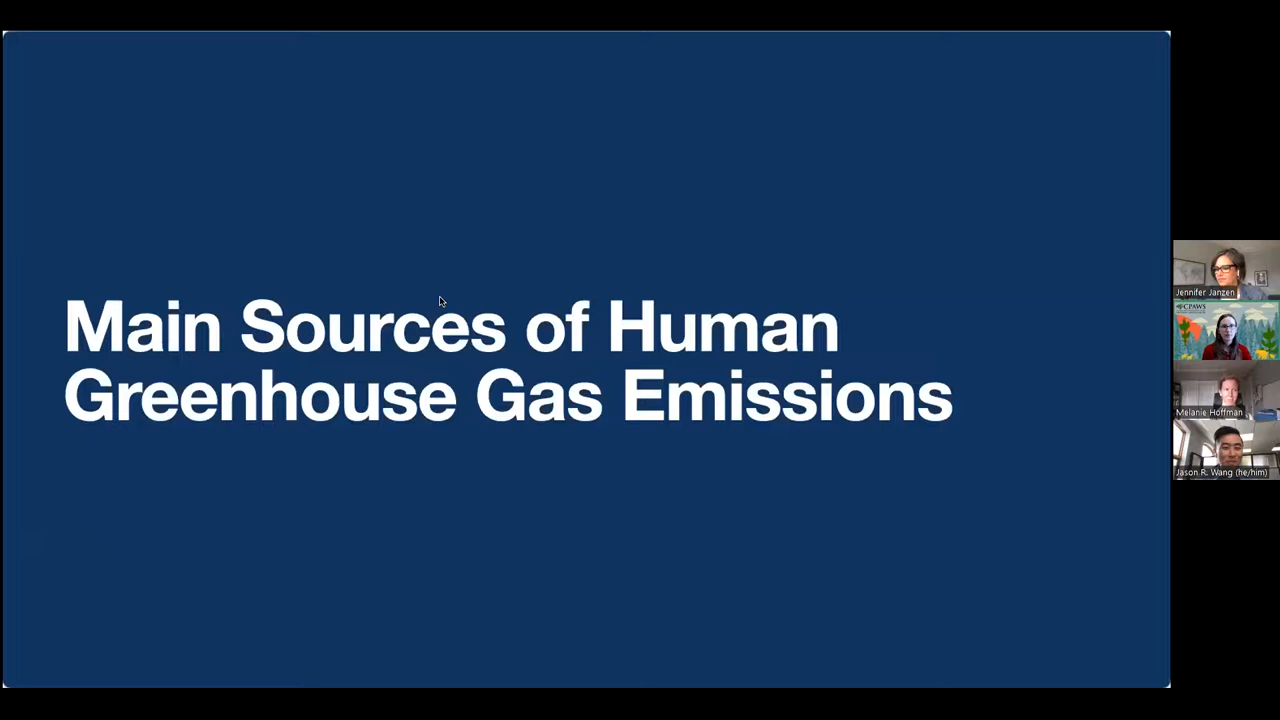 Main Sources of Human
Greenhouse Gas Emissions
Jennifer Janzen
CPAWS
Melanie Hoffman
Jason R. Wang (he/him)